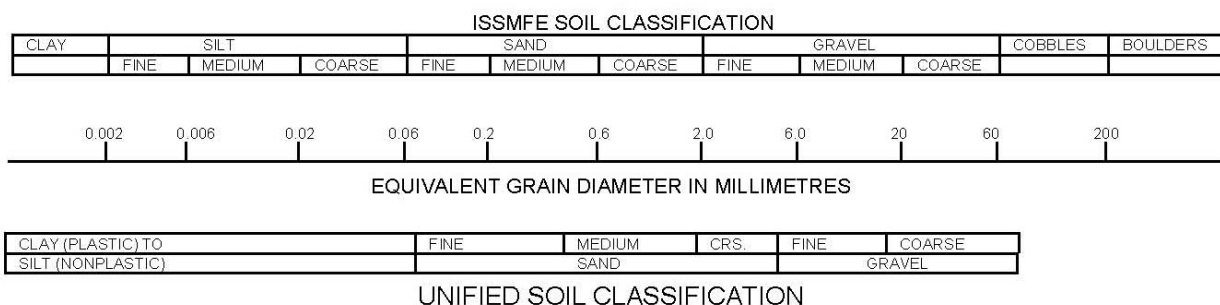 ISSMFE SOIL CLASSIFICATION
CLAY SILT SAND GRAVEL COBBLES BOULDERS
FINE MEDIUM COARSE FINE MEDIUM COARSE FINE MEDIUM COARSE
0.002 0.006 0.02 0.06 0.2 0.6 2.0 6.0 20 60 200
EQUIVALENT GRAIN DIAMETER IN MILLIMETRES
CLAY (PLASTIC) TO FINE MEDIUM CRS. FINE COARSE
SILT (NONPLASTIC) SAND GRAVEL
UNIFIED SOIL CLASSIFICATION